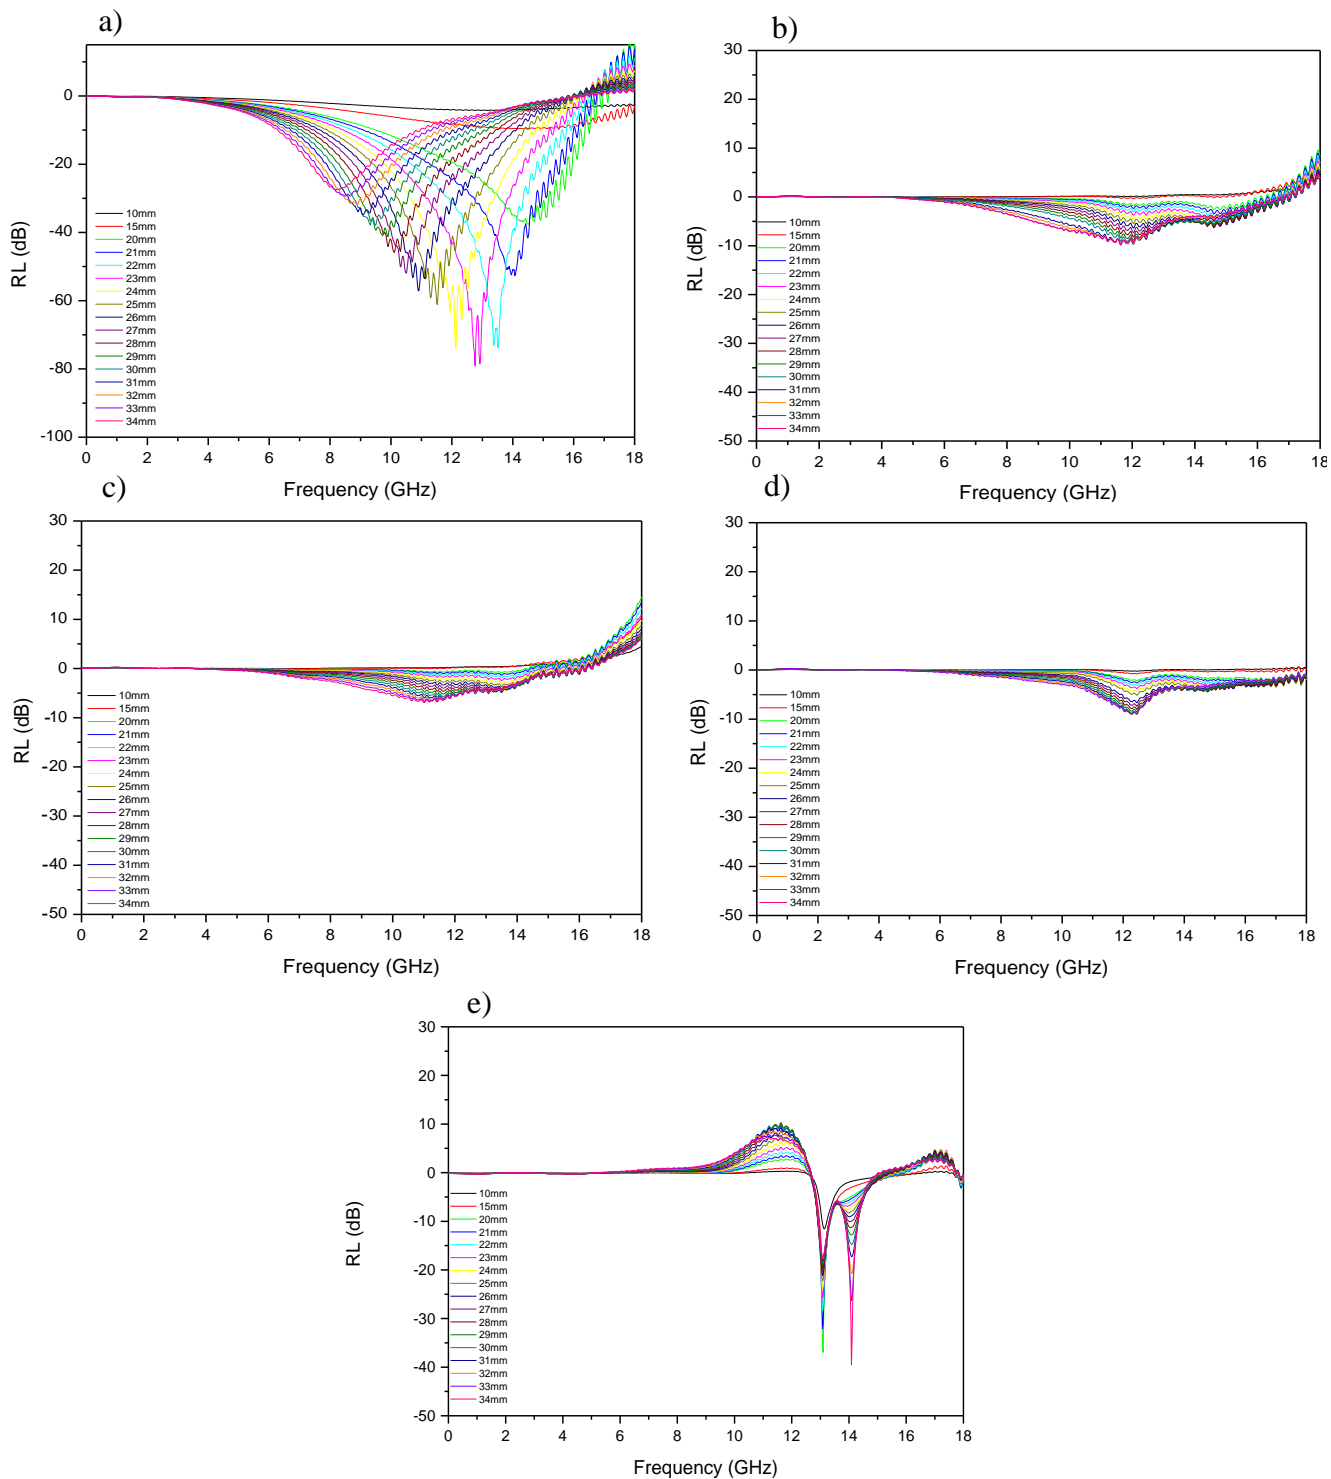 a)
0
-20
-40
-60
-80
-100
RL (dB)
10mm
15mm
20mm
21mm
22mm
23mm
24mm
25mm
26mm
27mm
28mm
29mm
30mm
31mm
32mm
33mm
34mm
0 2 4 6 8 10 12 14 16 18
Frequency (GHz)
b)
30
20
10
0
-10
-20
-30
-40
-50
RL (dB)
10mm
15mm
20mm
21mm
22mm
23mm
24mm
25mm
26mm
27mm
28mm
29mm
30mm
31mm
32mm
33mm
34mm
0 2 4 6 8 10 12 14 16 18
Frequency (GHz)
c)
30
20
10
0
-10
-20
-30
-40
-50
RL (dB)
10mm
15mm
20mm
21mm
22mm
23mm
24mm
25mm
26mm
27mm
28mm
29mm
30mm
31mm
32mm
33mm
34mm
0 2 4 6 8 10 12 14 16 18
Frequency (GHz)
d)
30
20
10
0
-10
-20
-30
-40
-50
RL (dB)
10mm
15mm
20mm
21mm
22mm
23mm
24mm
25mm
26mm
27mm
28mm
29mm
30mm
31mm
32mm
33mm
34mm
0 2 4 6 8 10 12 14 16 18
Frequency (GHz)
e)
30
20
10
0
-10
-20
-30
-40
-50
RL (dB)
10mm
15mm
20mm
21mm
22mm
23mm
24mm
25mm
26mm
27mm
28mm
29mm
30mm
31mm
32mm
33mm
34mm
0 2 4 6 8 10 12 14 16 18
Frequency (GHz)